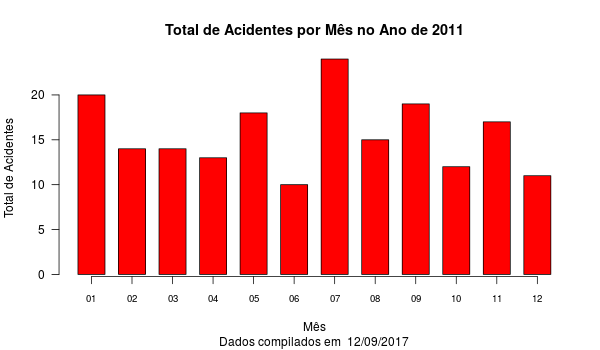 Total de Acidentes por Mês no Ano de 2011
Total de Acidentes
20
15
10
5
0
01 02 03 04 05 06 07 08 09 10 11 12
Mês
Dados compilados em 12/09/2017